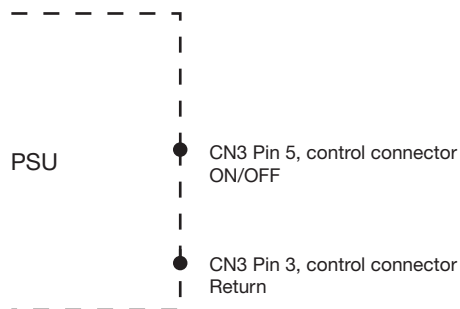 PSU
CN3 Pin 5, control connector
ON/OFF
CN3 Pin 3, control connector
Return